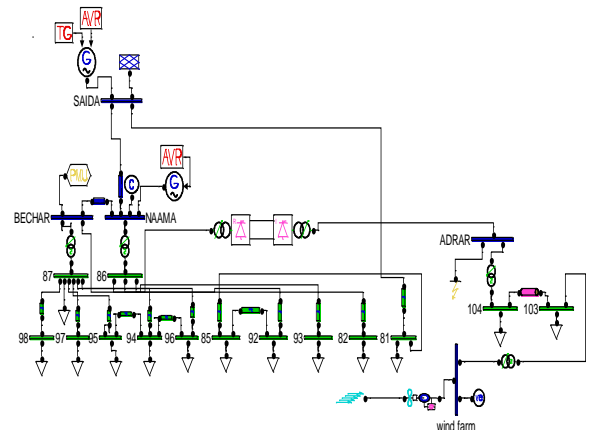 AVR
TG
G
SAIDA
AVR
PMU
C
G
BECHAR
NAAMA
ADRAR
87
86
104
103
98
97
95
94
96
85
92
93
82
81
wind farm